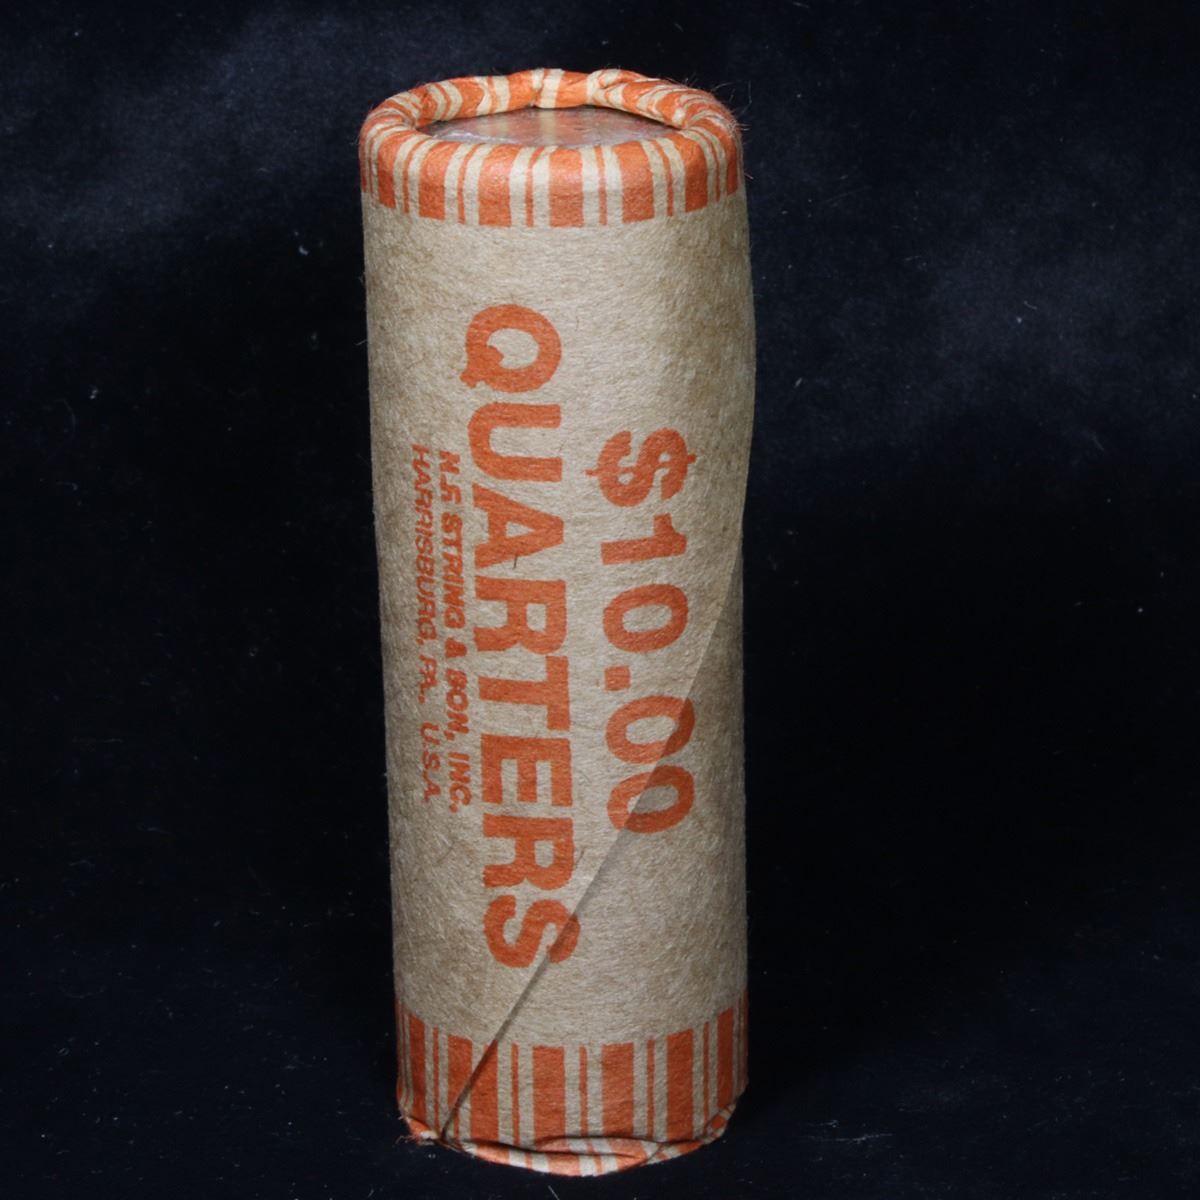 $10.00
QUARTERS
N.F. STRING & SON, INC.
HARRISBURG, PA., U.S.A.